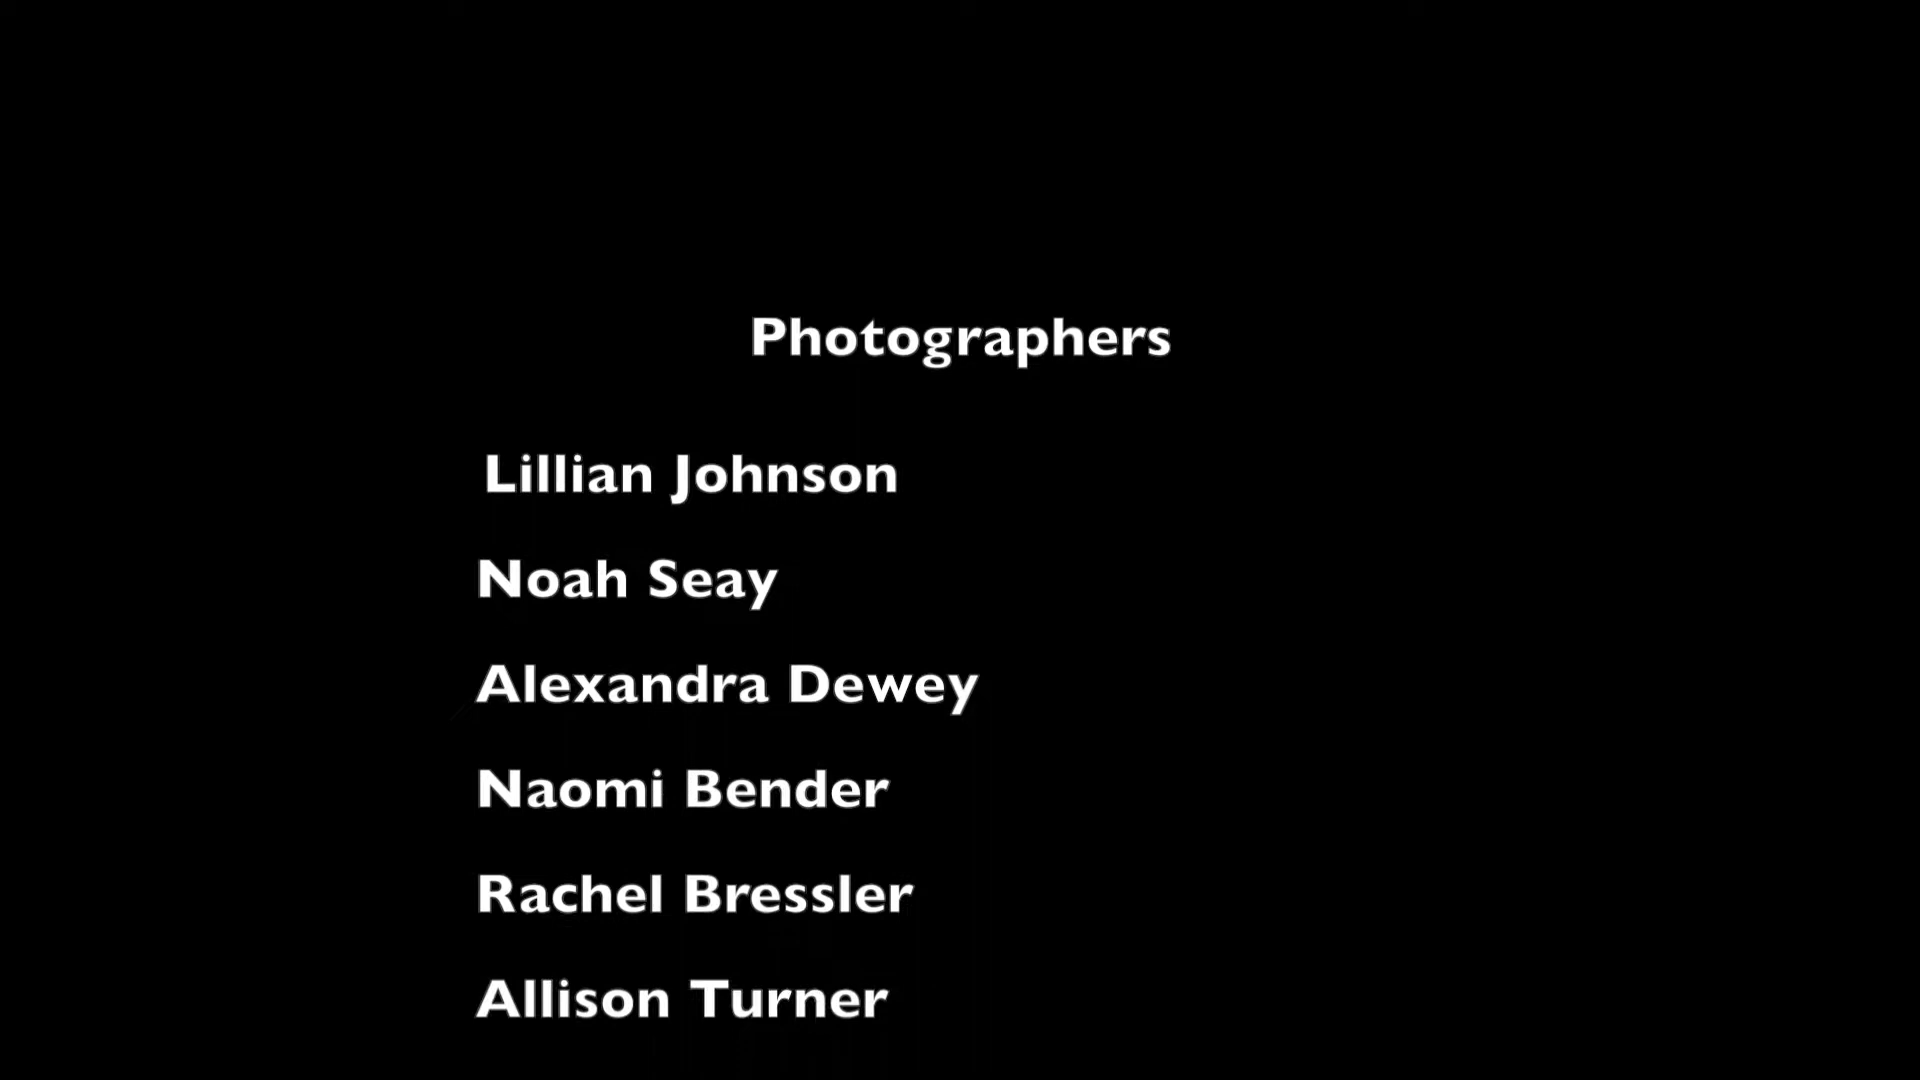 Photographers
Lillian Johnson
Noah Seay
Alexandra Dewey
Naomi Bender
Rachel Bressler
Allison Turner